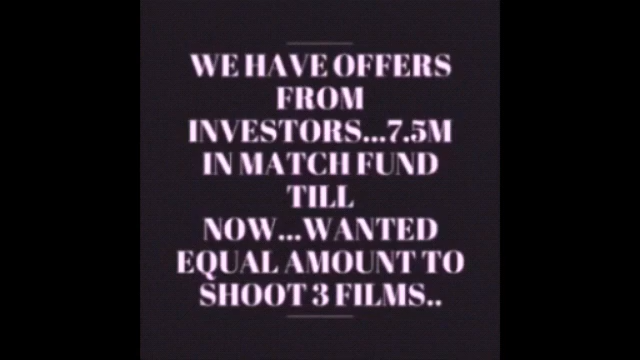 WE HAVE OFFERS
FROM
INVESTORS...7.5M
IN MATCH FUND
TILL
NOW...WANTED
EQUAL AMOUNT TO
SHOOT 3 FILMS..